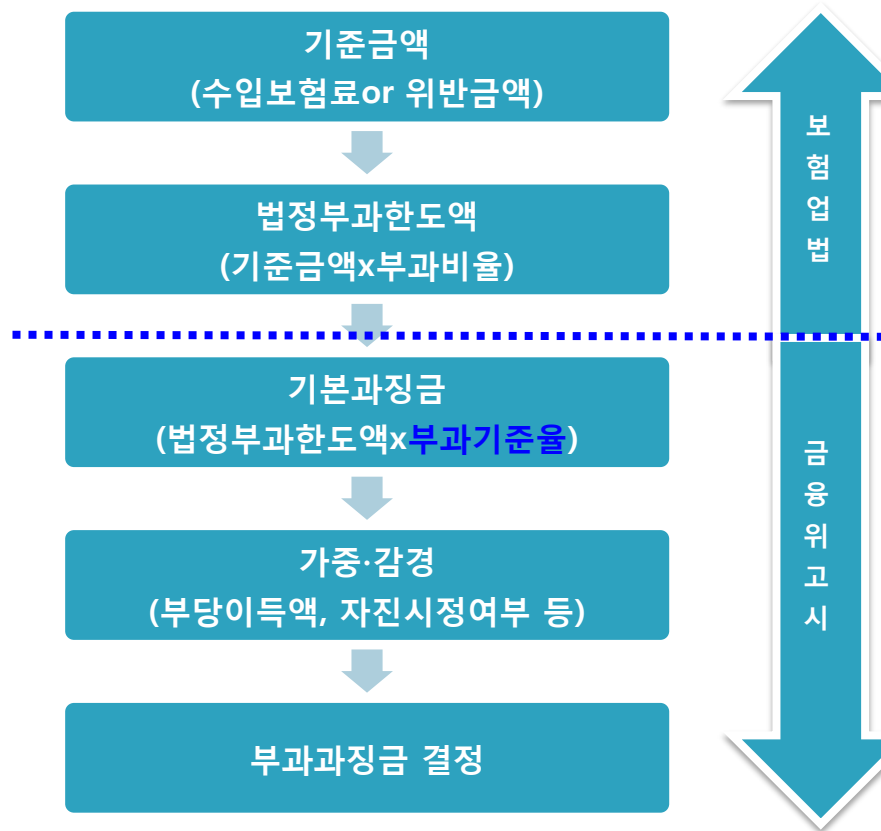 기준금액
(수입보험료or 위반금액)
법정부과한도액
(기준금액x부과비율)
기본과징금
(법정부과한도액x부과기준율)
가중·감경
(부당이득액, 자진시정여부 등)
부과과징금 결정
보
험
업
법
금
융
위
고
시